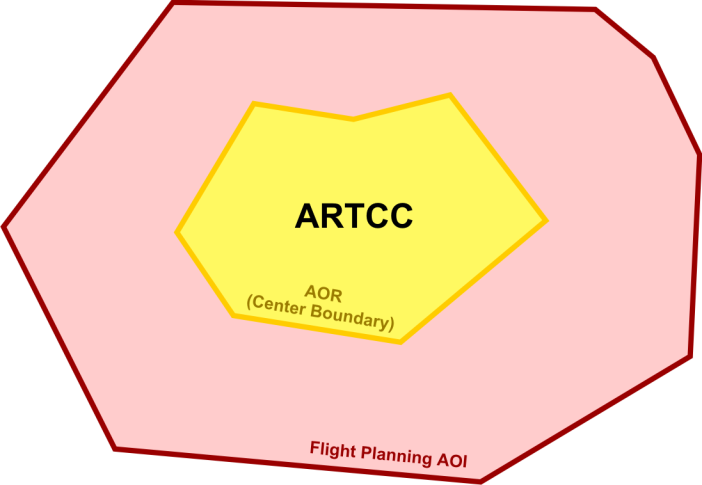 ARTCC
AOR
(Center Boundary)
Flight Planning AOI